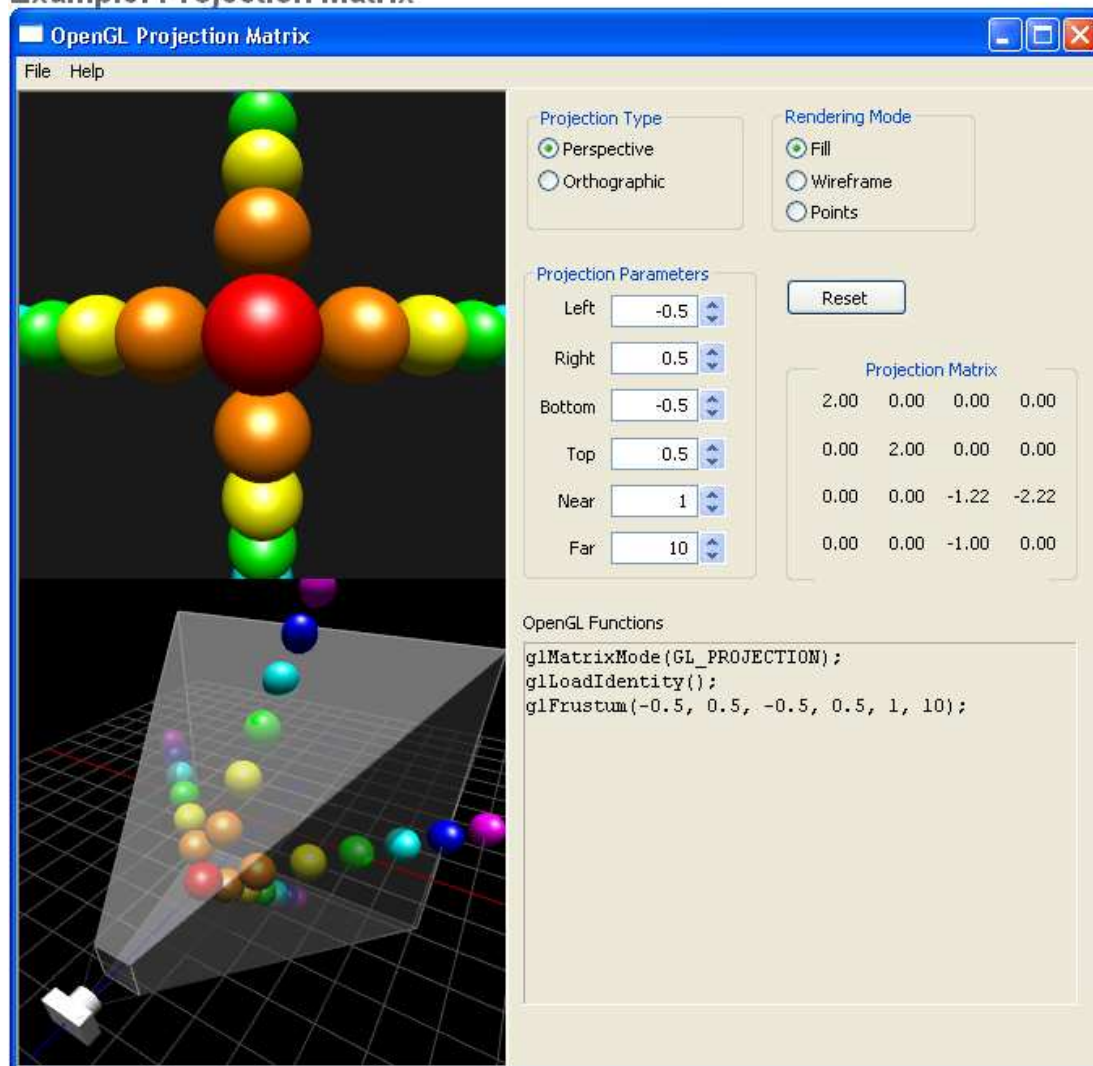 Example: Projection Matrix
OpenGL Projection Matrix
File Help
Projection Type
Perspective
Orthographic
Rendering Mode
Fill
Wireframe
Points
Projection Parameters
Left -0.5
Right 0.5
Bottom -0.5
Top 0.5
Near 1
Far 10
Reset
Projection Matrix
2.00 0.00 0.00 0.00
0.00 2.00 0.00 0.00
0.00 0.00 -1.22 -2.22
0.00 0.00 -1.00 0.00
OpenGL Functions
glMatrixMode(GL_PROJECTION);
glLoadIdentity();
glFrustum(-0.5, 0.5, -0.5, 0.5, 1, 10);